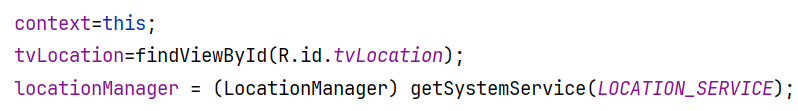 context=this;
tvLocation=findViewById(R.id.tvLocation);
locationManager = (LocationManager) getSystemService(LOCATION_SERVICE);